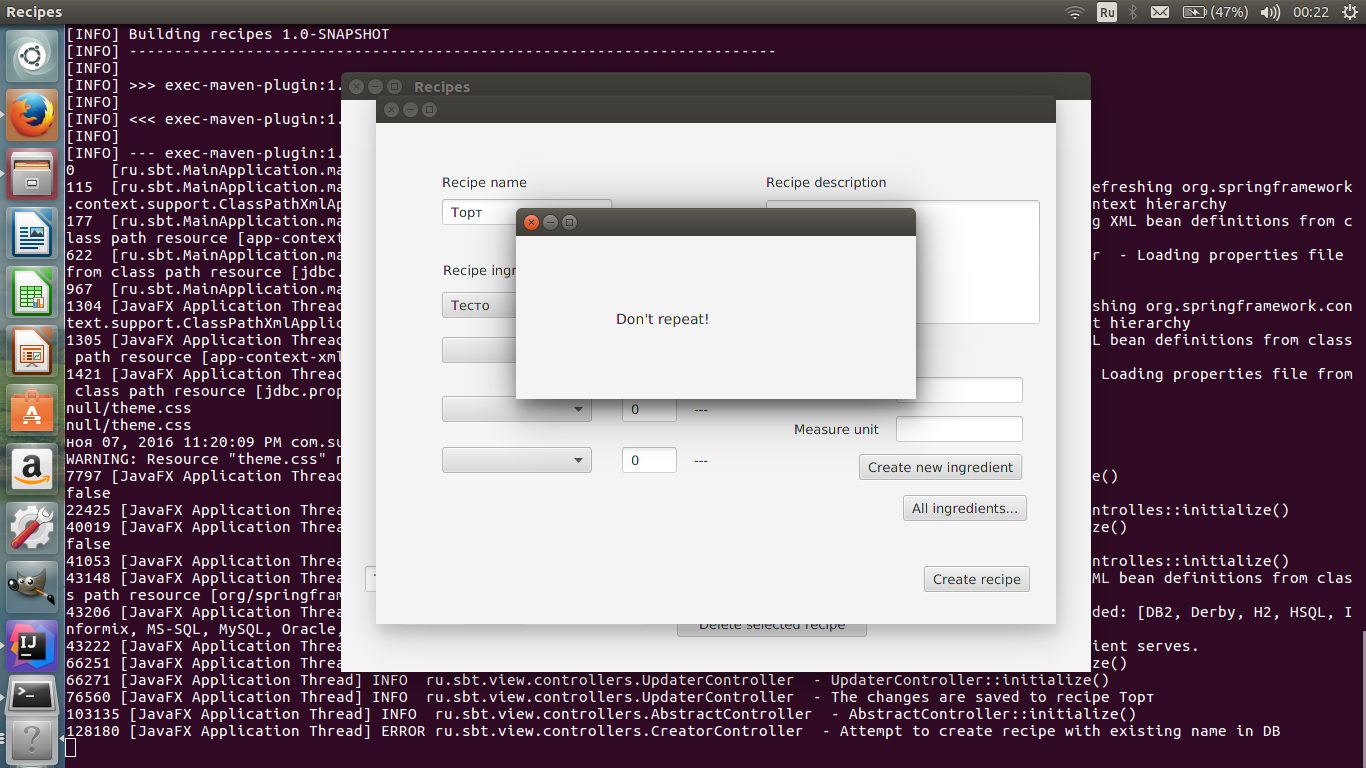 Recipes
Ru
(47%)
00:22
[INFO] Building recipes 1.0-SNAPSHOT
[INFO] ------------------------------------------------------------------------
[INFO]
[INFO] >>> exec-maven-plugin:1.
[INFO]
[INFO] <<< exec-maven-plugin:1.
[INFO]
[INFO] --- exec-maven-plugin:1.
0 [ru.sbt.MainApplication.ma
115 [ru.sbt.MainApplication.ma efreshing org.springframework
.context.support.ClassPathXmlAp ntext hierarchy
177 [ru.sbt.MainApplication.ma g XML bean definitions from c
lass path resource [app-context
622 [ru.sbt.MainApplication.ma r - Loading properties file
from class path resource [jdbc.
967 [ru.sbt.MainApplication.ma
1304 [JavaFX Application Threa shing org.springframework.con
text.support.ClassPathXmlApplic t hierarchy
1305 [JavaFX Application Threa L bean definitions from class
path resource [app-context-xml
1421 [JavaFX Application Threa Loading properties file from
class path resource [jdbc.prop
null/theme.css
null/theme.css
ноя 07, 2016 11:20:09 PM com.su
WARNING: Resource "theme.css" n
7797 [JavaFX Application Threa e()
false
22425 [JavaFX Application Threa ntrolles::initialize()
40019 [JavaFX Application Threa ze()
false
41053 [JavaFX Application Threa ntrolles::initialize()
43148 [JavaFX Application Threa ML bean definitions from clas
s path resource [org/springfram
43206 [JavaFX Application Threa ded: [DB2, Derby, H2, HSQL, I
nformix, MS-SQL, MySQL, Oracle,
43222 [JavaFX Application Threa ient serves.
66251 [JavaFX Application Threa ze()
66271 [JavaFX Application Thread] INFO ru.sbt.view.controllers.UpdaterController - UpdaterController::initialize()
76560 [JavaFX Application Thread] INFO ru.sbt.view.controllers.UpdaterController - The changes are saved to recipe Торт
103135 [JavaFX Application Thread] INFO ru.sbt.view.controllers.AbstractController - AbstractController::initialize()
128180 [JavaFX Application Thread] ERROR ru.sbt.view.controllers.CreatorController - Attempt to create recipe with existing name in DB
Recipes
Recipe name
Recipe description
Торт
Recipe ingr
Тесто
Don't repeat!
0 ---
Measure unit
0 ---
Create new ingredient
All ingredients...
Create recipe
Delete selected recipe